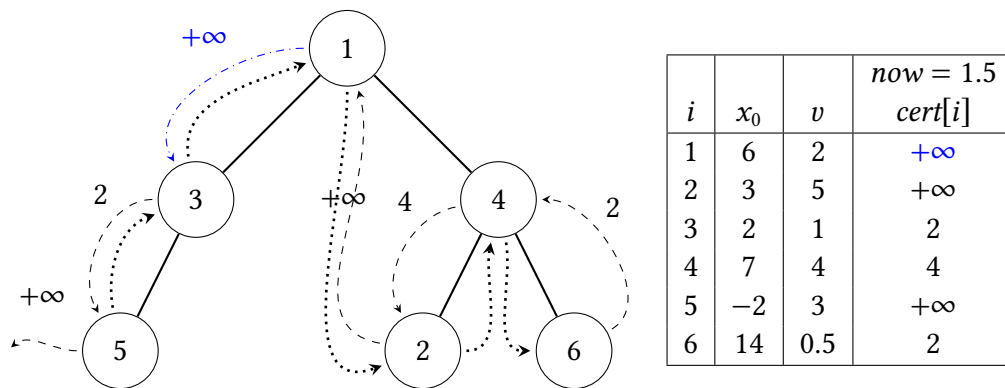 +∞
1
2
3
+∞
4
4
2
+∞
5
2
6
now = 1.5
i x₀ v cert[i]
1 6 2 +∞
2 3 5 +∞
3 2 1 2
4 7 4 4
5 −2 3 +∞
6 14 0.5 2